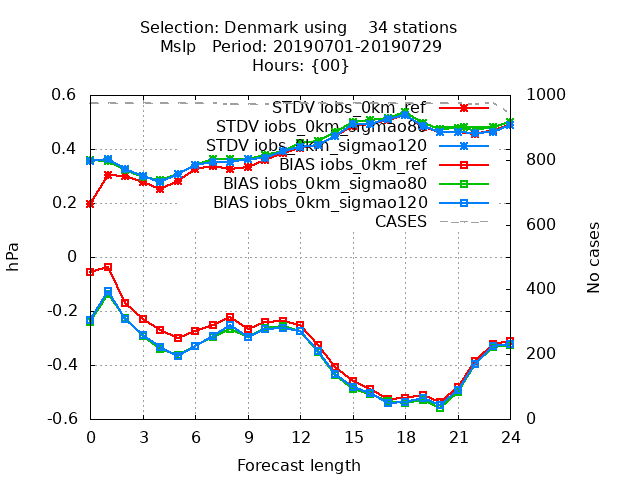 Selection: Denmark using    34 stations
Mslp   Period: 20190701-20190729
Hours: {00}
STDV iobs_0km_ref
STDV iobs_0km_sigmao80
STDV iobs_0km_sigmao120
BIAS iobs_0km_ref
BIAS iobs_0km_sigmao80
BIAS iobs_0km_sigmao120
CASES
hPa
0.6
0.4
0.2
0
-0.2
-0.4
-0.6
No cases
1000
800
600
400
200
0
0 3 6 9 12 15 18 21 24
Forecast length